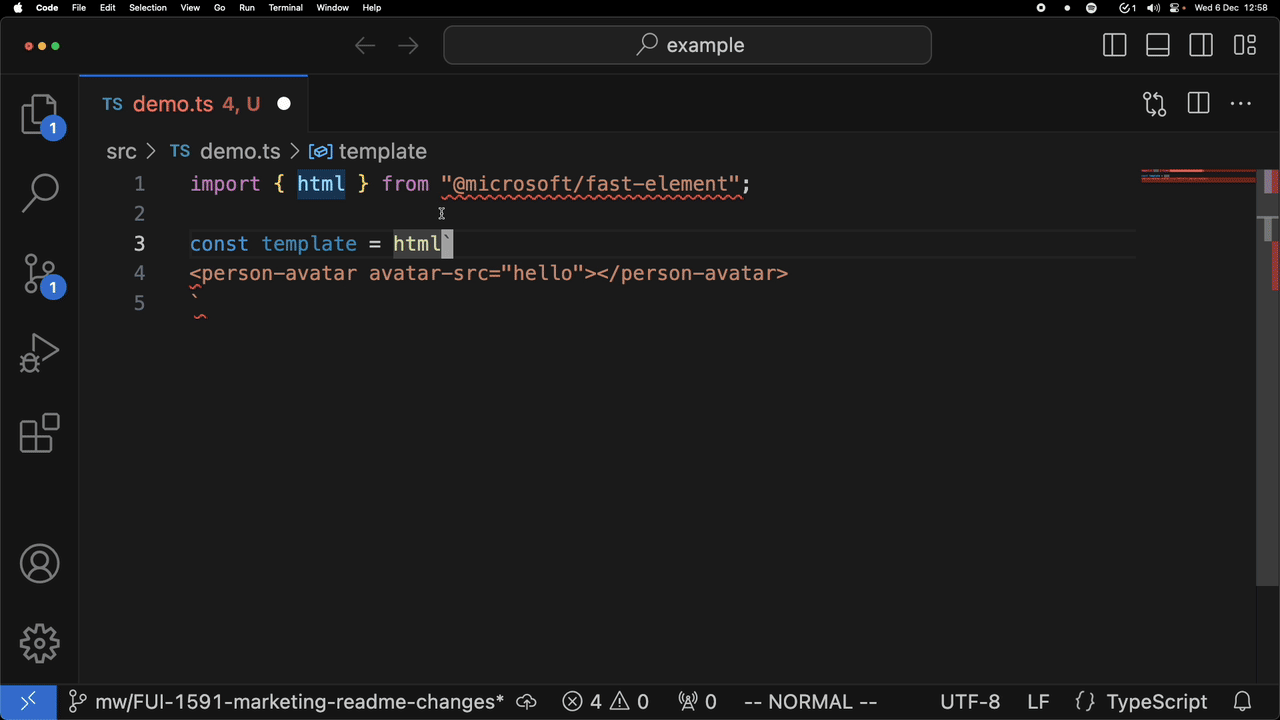 Code File Edit Selection View Go Run Terminal Window Help 1 Wed 6 Dec 12:58
example
1
TS demo.ts 4, U
src > TS demo.ts > template
1 import { html } from "@microsoft/fast-element";
2
3 const template = html`
4 <person-avatar avatar-src="hello"></person-avatar>
5 `
1
mw/FUI-1591-marketing-readme-changes* 4 0 0 -- NORMAL -- UTF-8 LF {} TypeScript